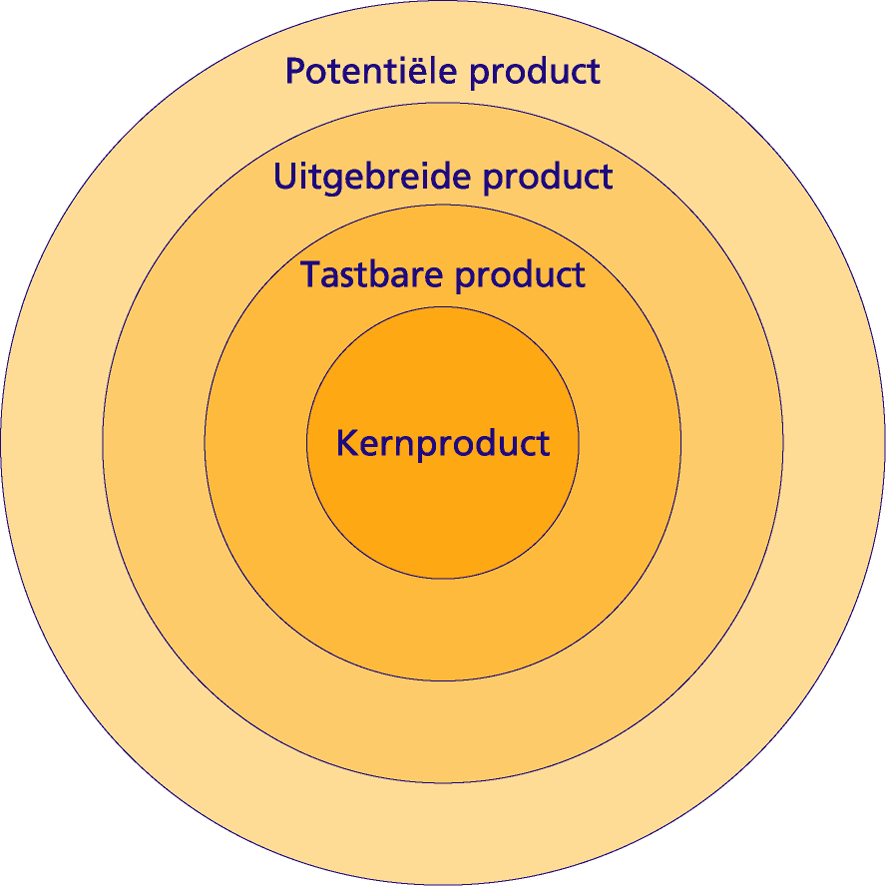 Potentiële product
Uitgebreide product
Tastbare product
Kernproduct